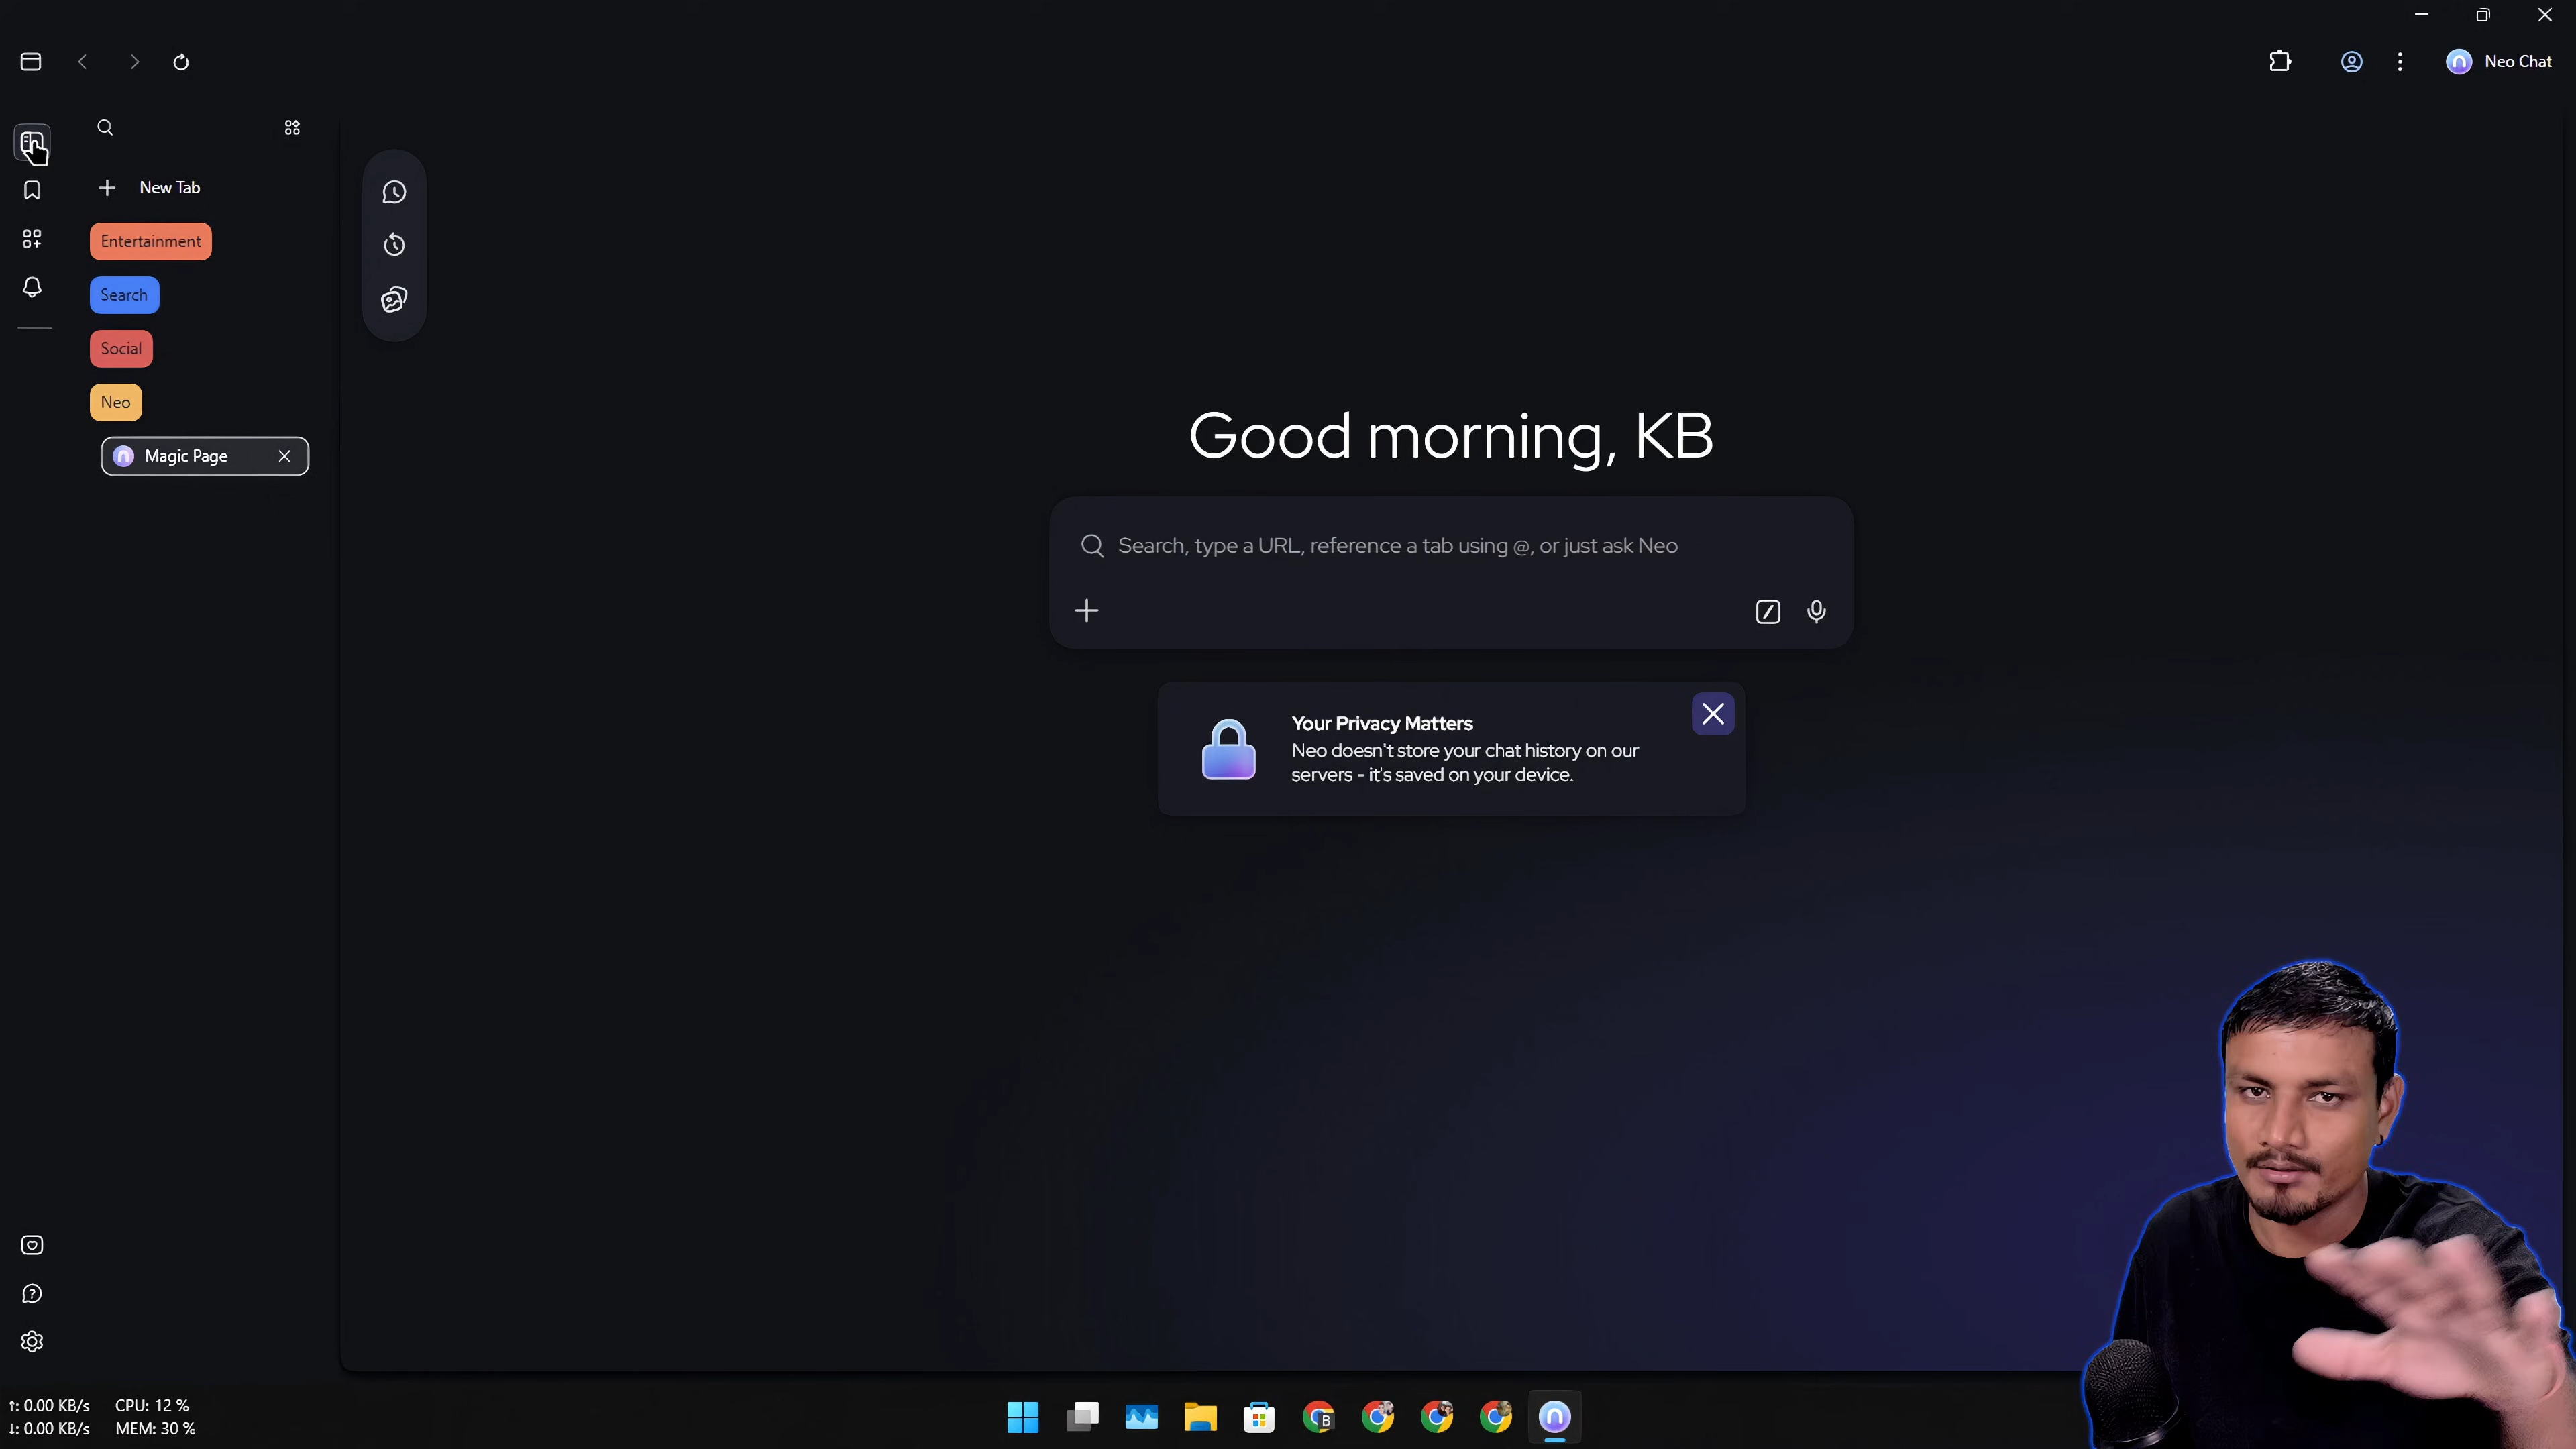 Neo Chat
New Tab
Entertainment
Search
Social
Neo
Magic Page
Good morning, KB
Search, type a URL, reference a tab using @, or just ask Neo
Your Privacy Matters
Neo doesn't store your chat history on our
servers - it's saved on your device.
↑: 0.00 KB/s CPU: 12 %
↓: 0.00 KB/s MEM: 30 %
B